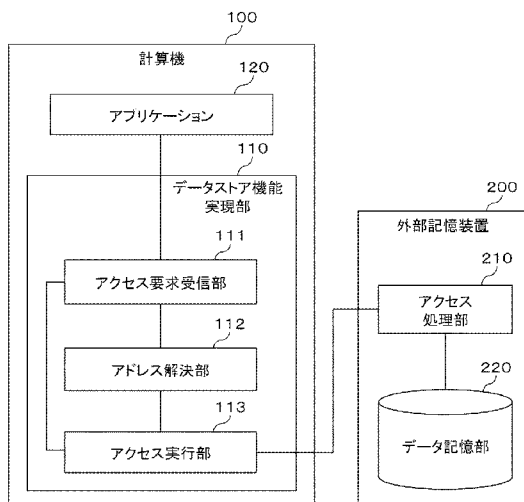 100
計算機
120
アプリケーション
110
データストア機能
実現部
111
アクセス要求受信部
112
アドレス解決部
113
アクセス実行部
200
外部記憶装置
210
アクセス
処理部
220
データ記憶部